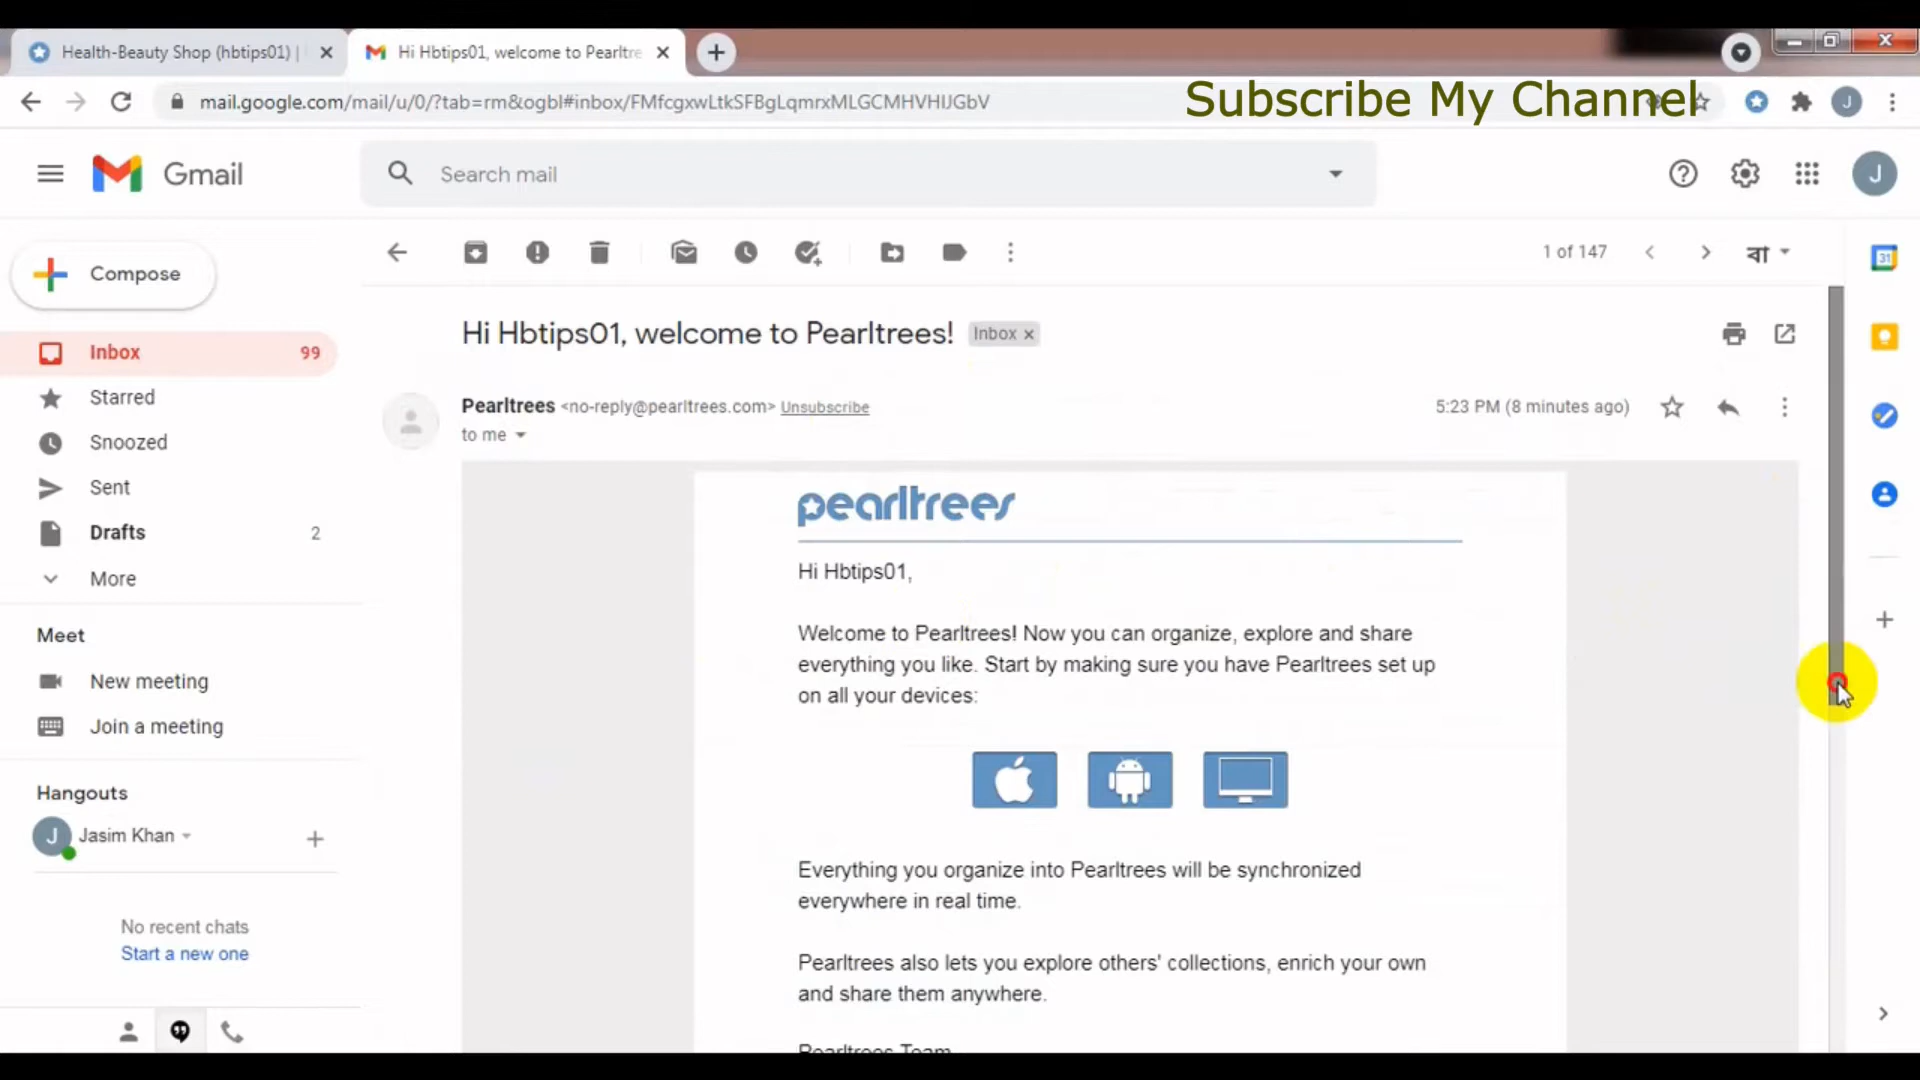 Health-Beauty Shop (hbtips01) |
Hi Hbtips01, welcome to Pearltre
mail.google.com/mail/u/0/?tab=rm&ogbl#inbox/FMfcgxwLtkSFBgLqmrxMLGCMHVHIJGbV
Subscribe My Channel
J
Gmail
Search mail
J
Compose
1 of 147
বা
31
Inbox 99
Starred
Snoozed
Sent
Drafts 2
More
Meet
New meeting
Join a meeting
Hangouts
J Jasim Khan
No recent chats
Start a new one
Hi Hbtips01, welcome to Pearltrees! Inbox x
Pearltrees <no-reply@pearltrees.com> Unsubscribe
5:23 PM (8 minutes ago)
to me
pearltrees
Hi Hbtips01,
Welcome to Pearltrees! Now you can organize, explore and share
everything you like. Start by making sure you have Pearltrees set up
on all your devices:
Everything you organize into Pearltrees will be synchronized
everywhere in real time.
Pearltrees also lets you explore others' collections, enrich your own
and share them anywhere.
Pearltrees Team